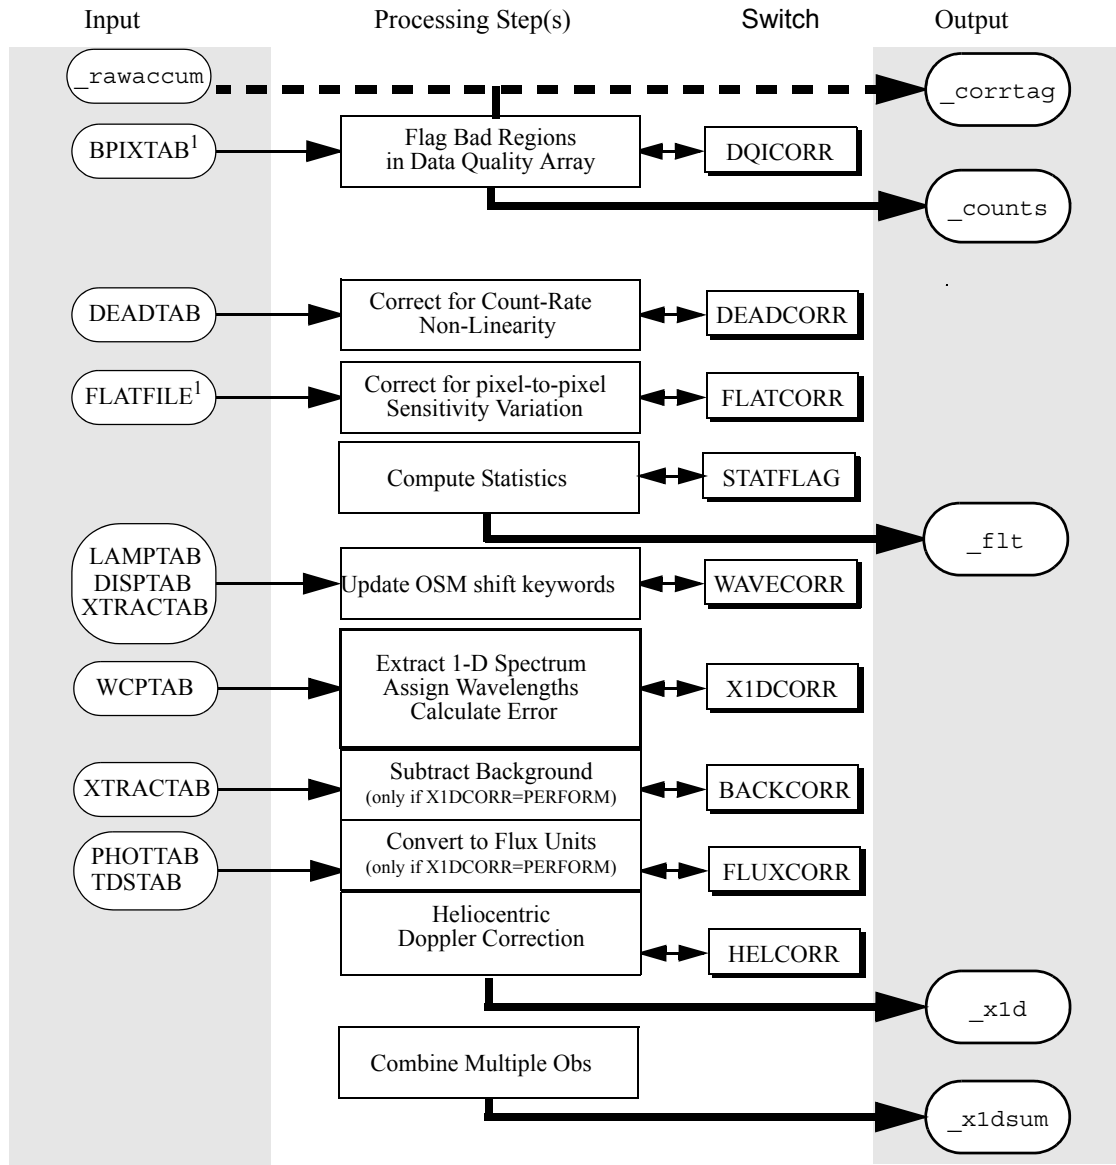 Input Processing Step(s) Switch Output
_rawaccum
_corrtag
BPIXTAB1
Flag Bad Regions
in Data Quality Array
DQICORR
_counts
DEADTAB
Correct for Count-Rate
Non-Linearity
DEADCORR
FLATFILE1
Correct for pixel-to-pixel
Sensitivity Variation
FLATCORR
Compute Statistics
STATFLAG
_flt
LAMPTAB
DISPTAB
XTRACTAB
Update OSM shift keywords
WAVECORR
WCPTAB
Extract 1-D Spectrum
Assign Wavelengths
Calculate Error
X1DCORR
XTRACTAB
Subtract Background
(only if X1DCORR=PERFORM)
BACKCORR
PHOTTAB
TDSTAB
Convert to Flux Units
(only if X1DCORR=PERFORM)
FLUXCORR
Heliocentric
Doppler Correction
HELCORR
_x1d
Combine Multiple Obs
_x1dsum